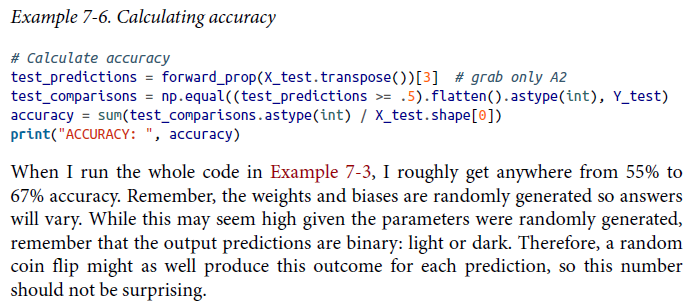 Example 7-6. Calculating accuracy
# Calculate accuracy
test_predictions = forward_prop(X_test.transpose())[3]  # grab only A2
test_comparisons = np.equal((test_predictions >= .5).flatten().astype(int), Y_test)
accuracy = sum(test_comparisons.astype(int) / X_test.shape[0])
print("ACCURACY: ", accuracy)
When I run the whole code in Example 7-3, I roughly get anywhere from 55% to
67% accuracy. Remember, the weights and biases are randomly generated so answers
will vary. While this may seem high given the parameters were randomly generated,
remember that the output predictions are binary: light or dark. Therefore, a random
coin flip might as well produce this outcome for each prediction, so this number
should not be surprising.